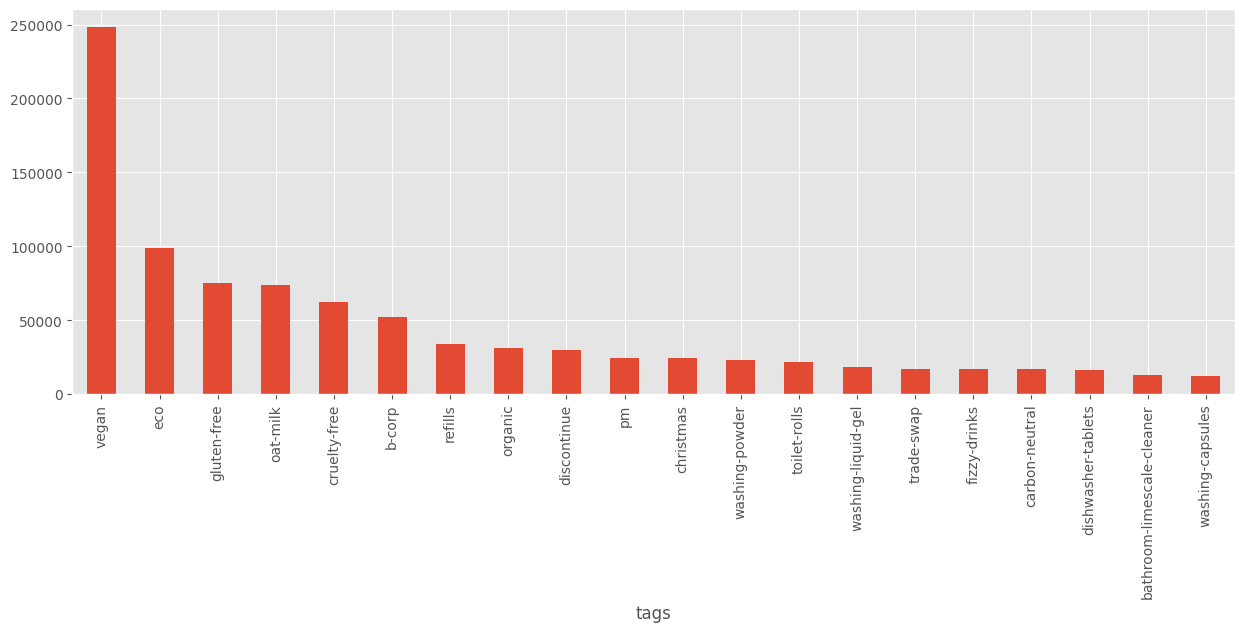 250000
200000
150000
100000
50000
0
vegan
eco
gluten-free
oat-milk
cruelty-free
b-corp
refills
organic
discontinue
pm
christmas
washing-powder
toilet-rolls
washing-liquid-gel
trade-swap
fizzy-drinks
carbon-neutral
dishwasher-tablets
bathroom-limescale-cleaner
washing-capsules
tags